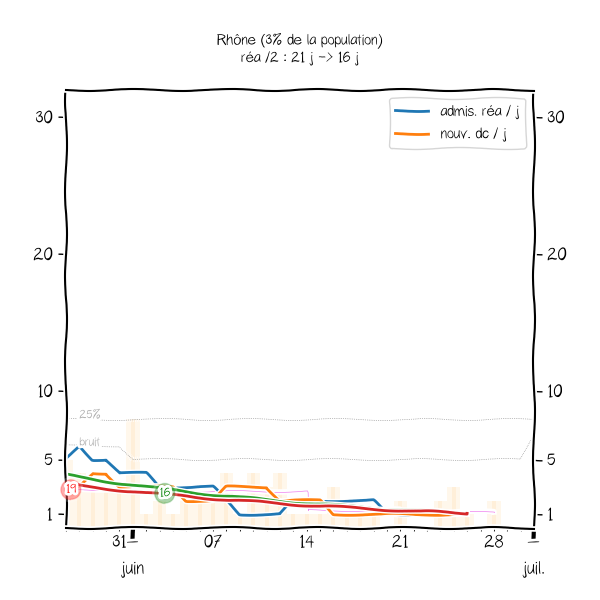 Rhône (3% de la population)
réa /2 : 21 j -> 16 j
admis. réa / j
nouv. dc / j
30
30
20
20
10
10
25%
bruit
5
5
19
16
1
1
31
07
14
21
28
juin
juil.